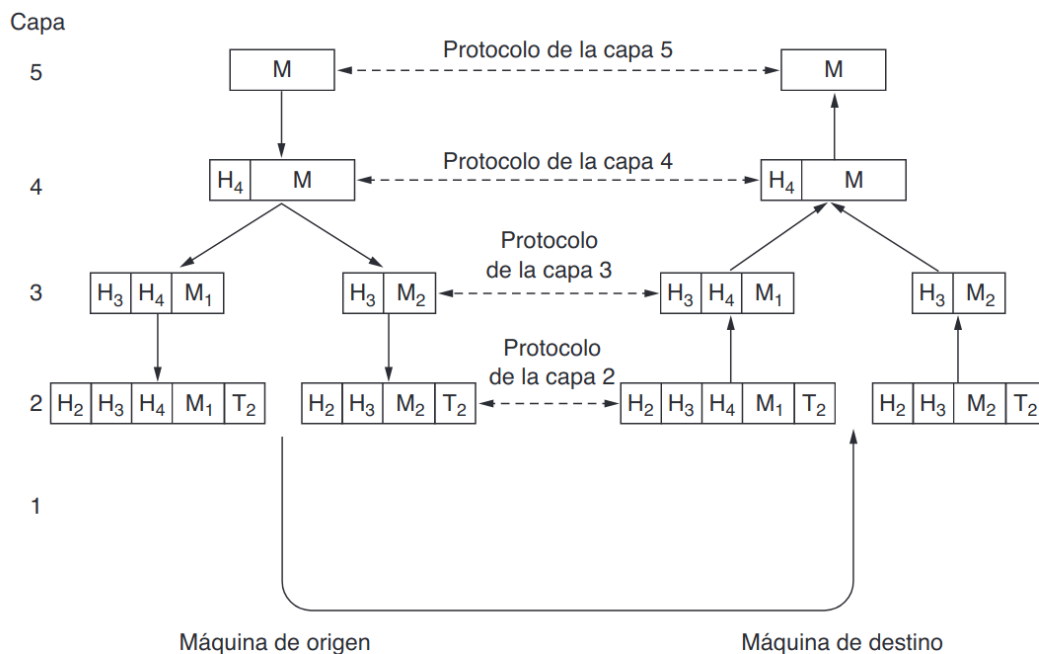 Capa
5 M Protocolo de la capa 5 M
4 H₄ M Protocolo de la capa 4 H₄ M
3 H₃ H₄ M₁ H₃ M₂ Protocolo
de la capa 3 H₃ H₄ M₁ H₃ M₂
2 H₂ H₃ H₄ M₁ T₂ H₂ H₃ M₂ T₂ Protocolo
de la capa 2 H₂ H₃ H₄ M₁ T₂ H₂ H₃ M₂ T₂
1
Máquina de origen Máquina de destino